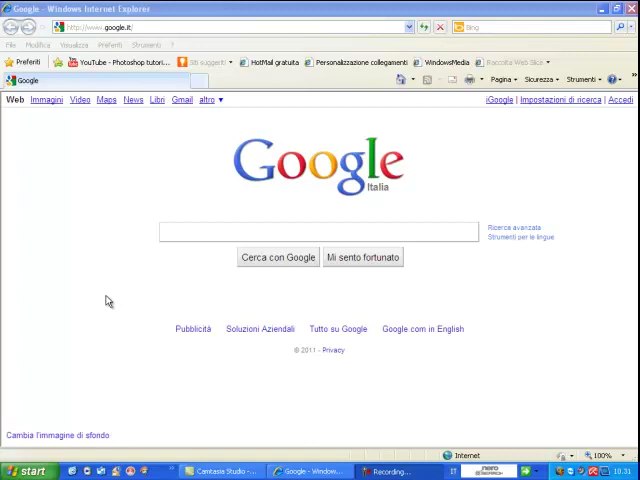 Google - Windows Internet Explorer
http://www.google.it/
Bing
File Modifica Visualizza Preferiti Strumenti ?
Preferiti YouTube - Photoshop tutori... Siti suggeriti HotMail gratuita Personalizzazione collegamenti WindowsMedia Raccolta Web Slice
Google
Pagina Sicurezza Strumenti
Web Immagini Video Maps News Libri Gmail altro ▼
iGoogle | Impostazioni di ricerca | Accedi
Google
Italia
Ricerca avanzata
Strumenti per le lingue
Cerca con Google Mi sento fortunato
Pubblicità Soluzioni Aziendali Tutto su Google Google.com in English
© 2011 - Privacy
Cambia l'immagine di sfondo
Internet 100%
start Camtasia Studio -... Google - Window... Recording... IT nero SEARCH 10.31